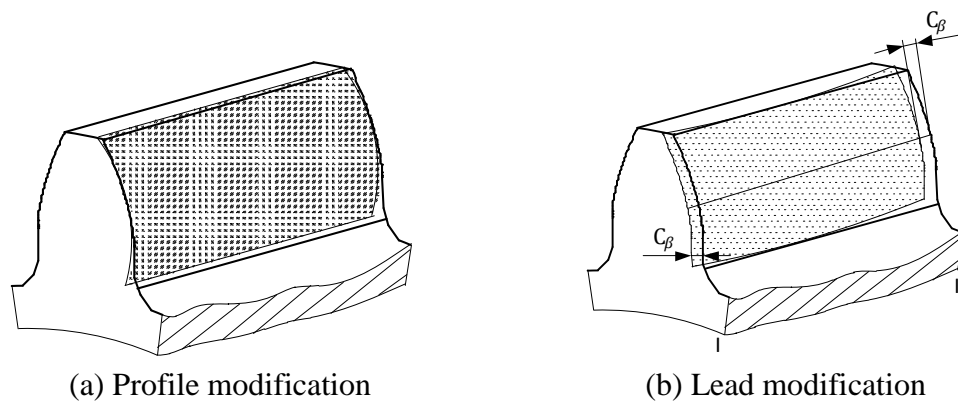 C_β
C_β
I
I
(a) Profile modification
(b) Lead modification